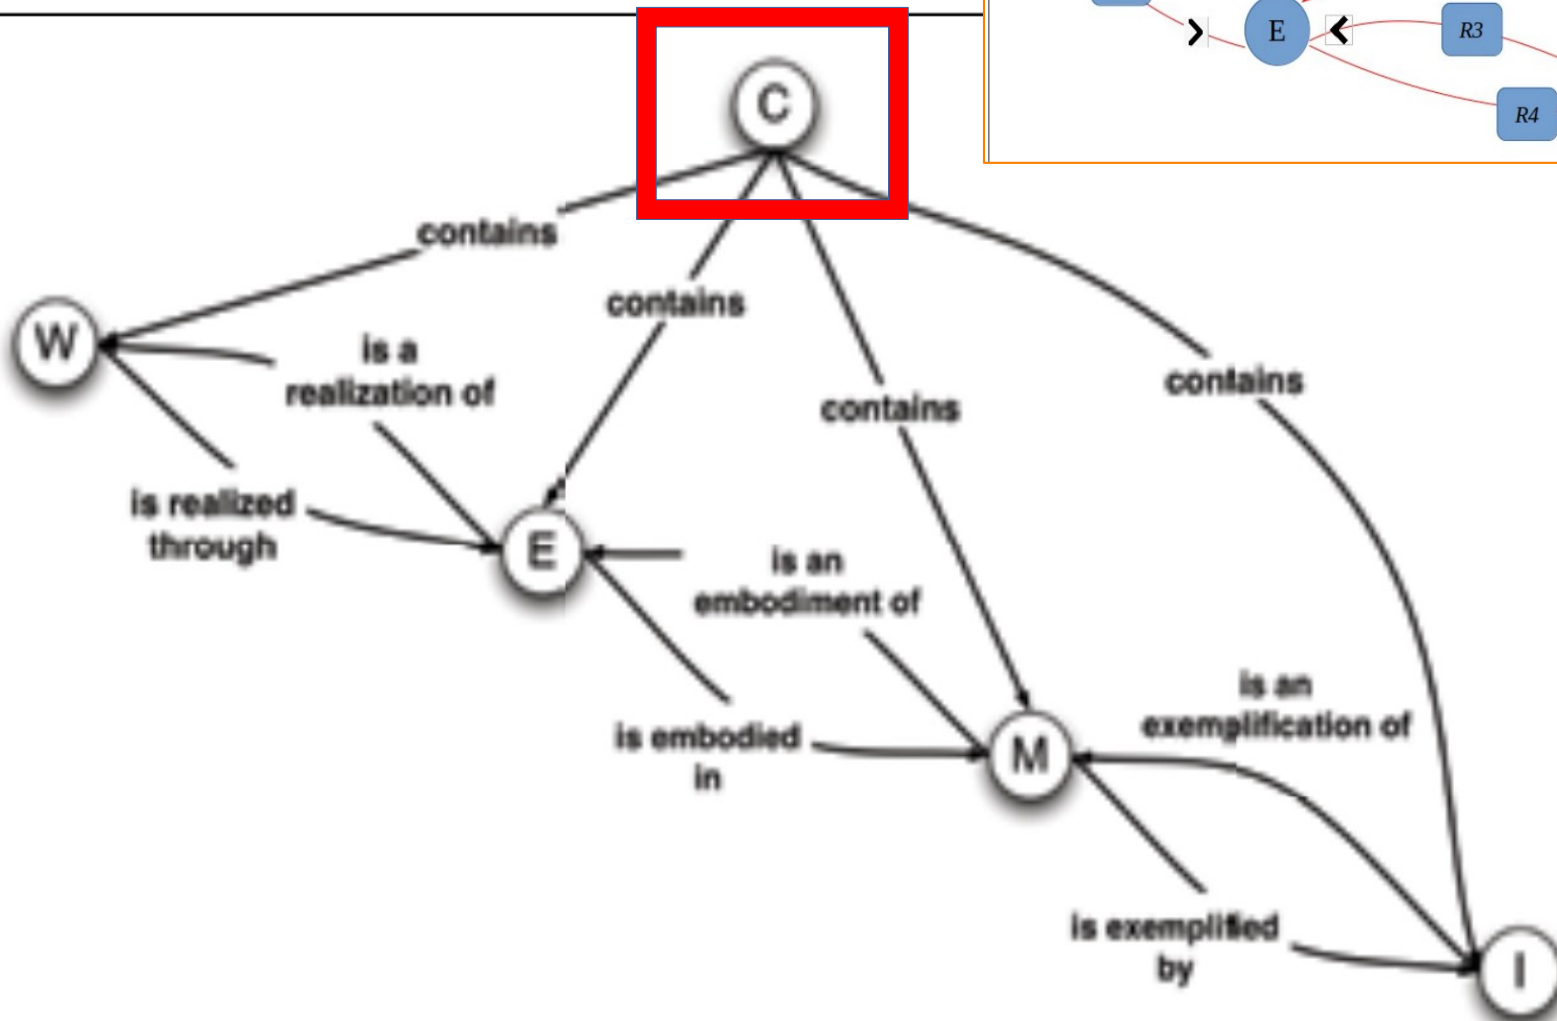 E
R3
R4
C
contains
contains
W
is a
realization of
contains
contains
is realized
through
E
is an
embodiment of
is embodied
in
M
is an
exemplification of
is exemplified
by
I